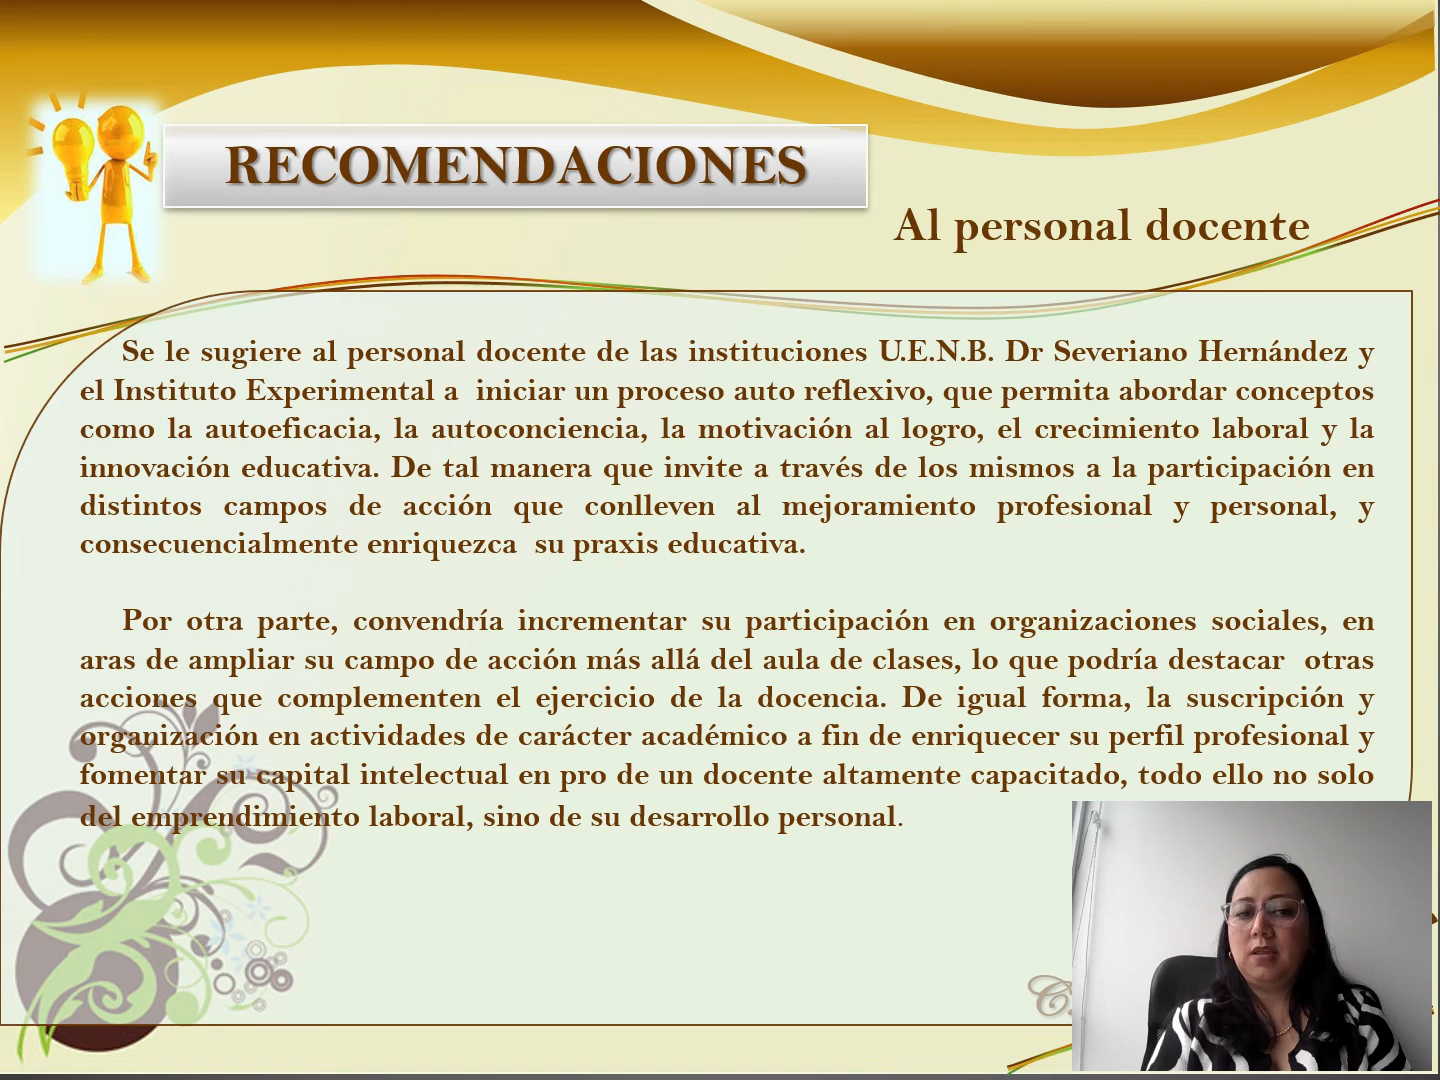 RECOMENDACIONES
Al personal docente
Se le sugiere al personal docente de las instituciones U.E.N.B. Dr Severiano Hernández y
el Instituto Experimental a iniciar un proceso auto reflexivo, que permita abordar conceptos
como la autoeficacia, la autoconciencia, la motivación al logro, el crecimiento laboral y la
innovación educativa. De tal manera que invite a través de los mismos a la participación en
distintos campos de acción que conlleven al mejoramiento profesional y personal, y
consecuencialmente enriquezca su praxis educativa.
Por otra parte, convendría incrementar su participación en organizaciones sociales, en
aras de ampliar su campo de acción más allá del aula de clases, lo que podría destacar otras
acciones que complementen el ejercicio de la docencia. De igual forma, la suscripción y
organización en actividades de carácter académico a fin de enriquecer su perfil profesional y
fomentar su capital intelectual en pro de un docente altamente capacitado, todo ello no solo
del emprendimiento laboral, sino de su desarrollo personal.